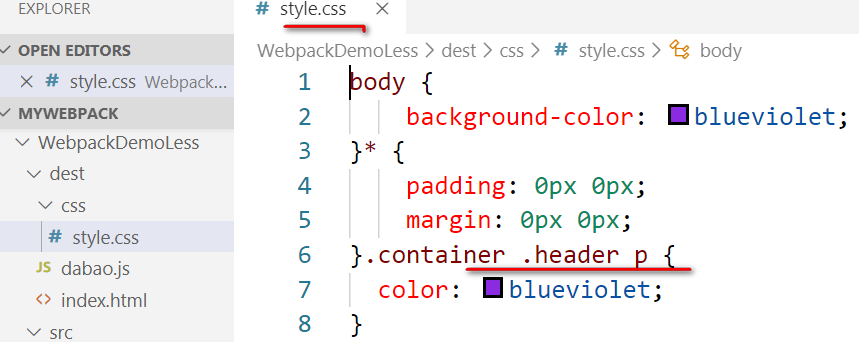 EXPLORER
OPEN EDITORS
# style.css Webpack...
MYWEBPACK
WebpackDemoLess
dest
css
# style.css
JS dabao.js
<> index.html
src
# style.css
WebpackDemoLess > dest > css > # style.css > body
1 body {
2     background-color: blueviolet;
3 }* {
4     padding: 0px 0px;
5     margin: 0px 0px;
6 }.container .header p {
7   color: blueviolet;
8 }